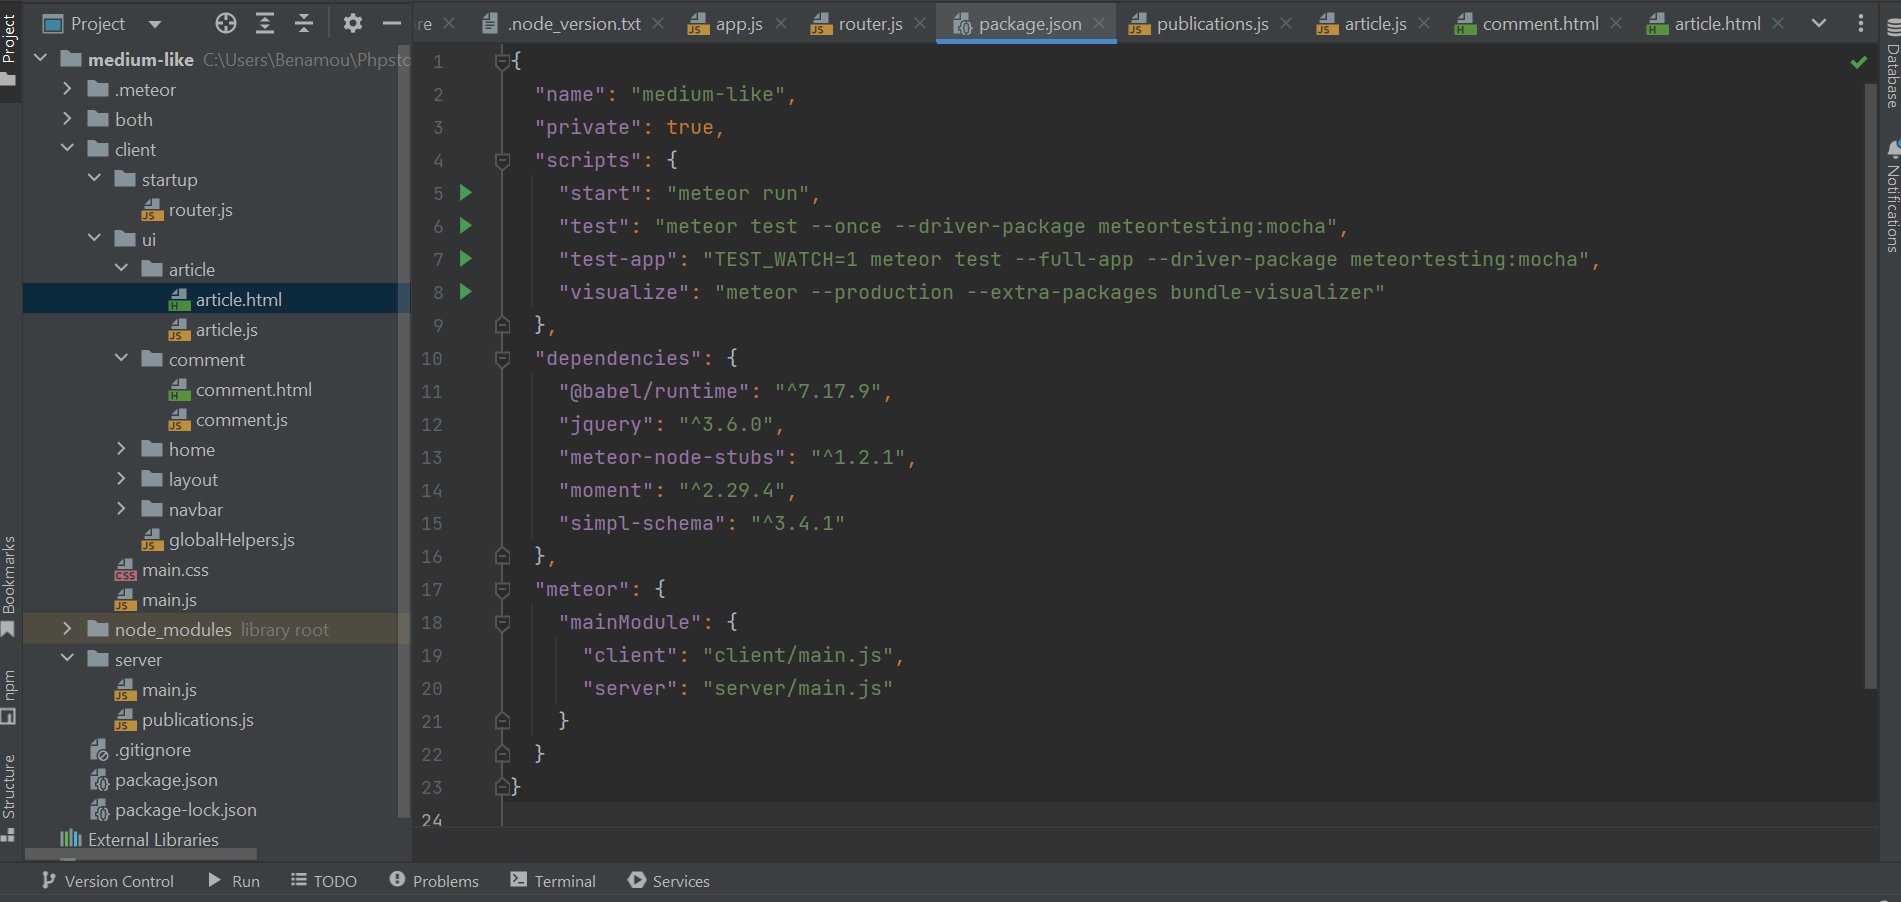 Project
re
.node_version.txt
app.js
router.js
package.json
publications.js
article.js
comment.html
article.html
Project
Bookmarks
npm
Structure
medium-like C:\Users\Benamou\Phpsto
.meteor
both
client
startup
router.js
ui
article
article.html
article.js
comment
comment.html
comment.js
home
layout
navbar
globalHelpers.js
main.css
main.js
node_modules library root
server
main.js
publications.js
.gitignore
package.json
package-lock.json
External Libraries
1 {
2 "name": "medium-like",
3 "private": true,
4 "scripts": {
5 "start": "meteor run",
6 "test": "meteor test --once --driver-package meteortesting:mocha",
7 "test-app": "TEST_WATCH=1 meteor test --full-app --driver-package meteortesting:mocha",
8 "visualize": "meteor --production --extra-packages bundle-visualizer"
9 },
10 "dependencies": {
11 "@babel/runtime": "^7.17.9",
12 "jquery": "^3.6.0",
13 "meteor-node-stubs": "^1.2.1",
14 "moment": "^2.29.4",
15 "simpl-schema": "^3.4.1"
16 },
17 "meteor": {
18 "mainModule": {
19 "client": "client/main.js",
20 "server": "server/main.js"
21 }
22 }
23 }
24
Database
Notifications
Version Control
Run
TODO
Problems
Terminal
Services